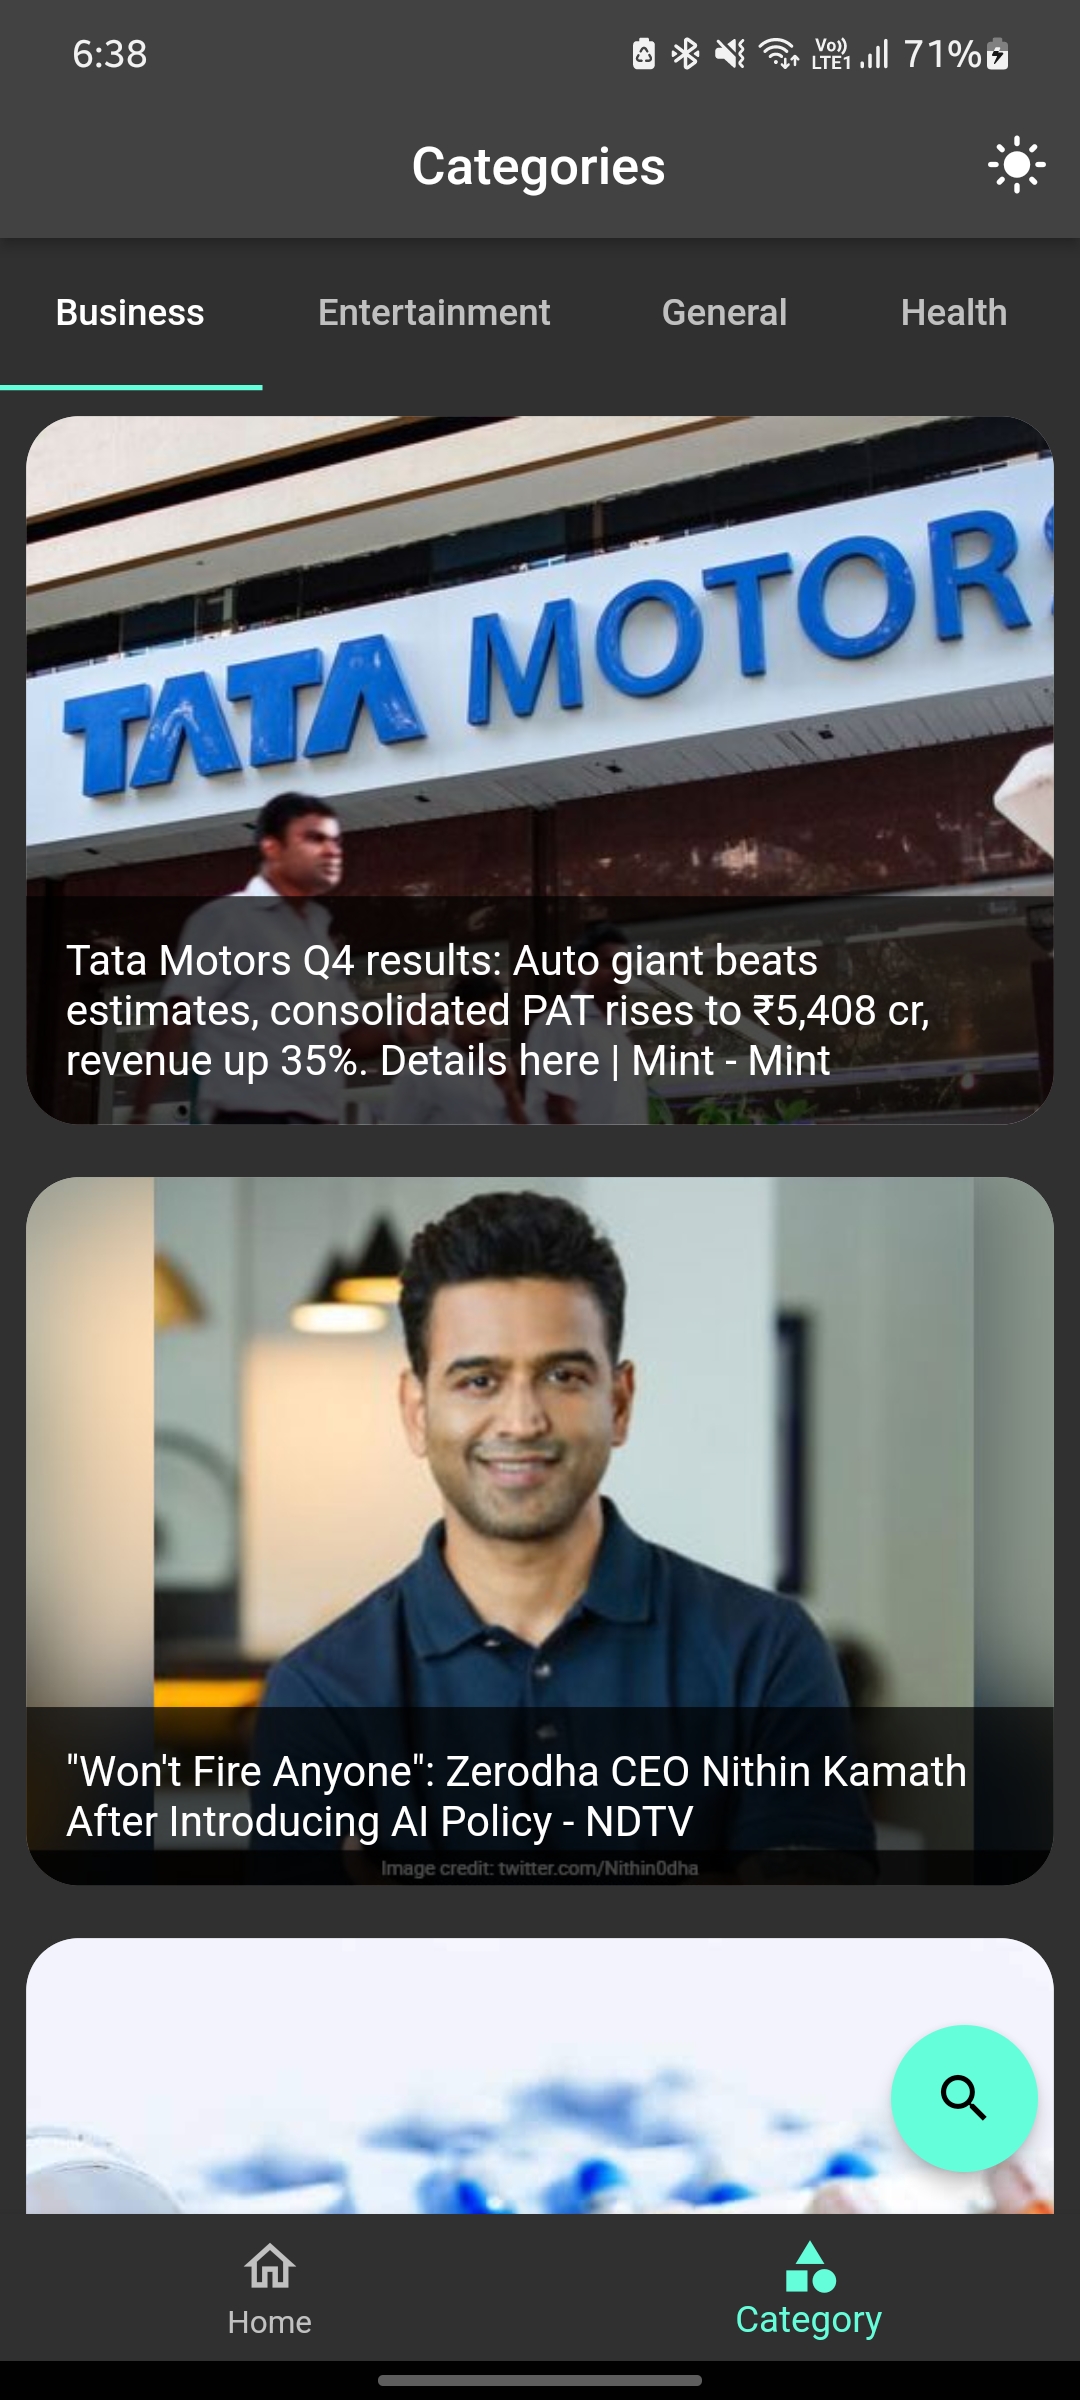 6:38
Vo))
LTE1
71%
Categories
Business
Entertainment
General
Health
TATA MOTORS
Tata Motors Q4 results: Auto giant beats
estimates, consolidated PAT rises to ₹5,408 cr,
revenue up 35%. Details here | Mint - Mint
"Won't Fire Anyone": Zerodha CEO Nithin Kamath
After Introducing AI Policy - NDTV
Image credit: twitter.com/Nithin0dha
Home
Category